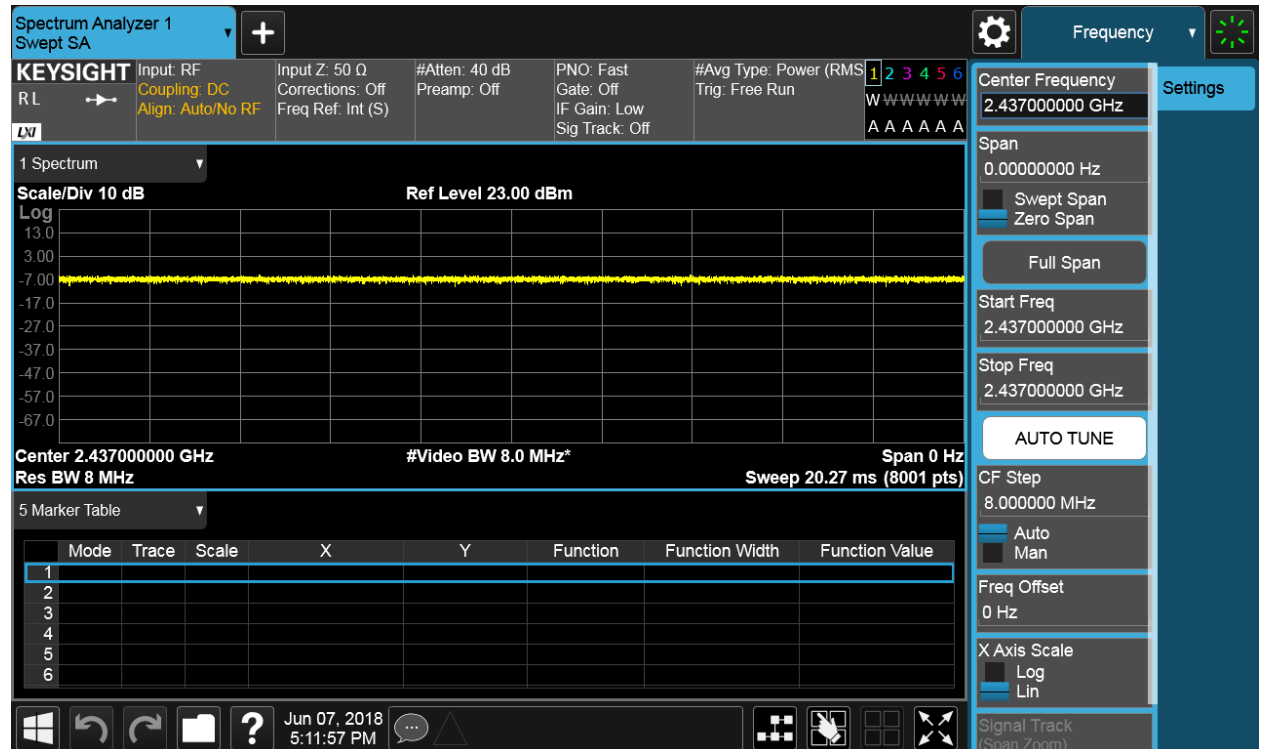 Spectrum Analyzer 1
Swept SA
Frequency
KEYSIGHT
RL
LXI
Input: RF
Coupling: DC
Align: Auto/No RF
Input Z: 50 Ω
Corrections: Off
Freq Ref: Int (S)
#Atten: 40 dB
Preamp: Off
PNO: Fast
Gate: Off
IF Gain: Low
Sig Track: Off
#Avg Type: Power (RMS
Trig: Free Run
1 2 3 4 5 6
W W W W W W
A A A A A A
1 Spectrum
Scale/Div 10 dB
Ref Level 23.00 dBm
Log
13.0
3.00
-7.00
-17.0
-27.0
-37.0
-47.0
-57.0
-67.0
Center 2.437000000 GHz
#Video BW 8.0 MHz*
Span 0 Hz
Res BW 8 MHz
Sweep 20.27 ms (8001 pts)
5 Marker Table
Mode Trace Scale X Y Function Function Width Function Value
1
2
3
4
5
6
Jun 07, 2018
5:11:57 PM
Center Frequency
2.437000000 GHz
Span
0.00000000 Hz
Swept Span
Zero Span
Full Span
Start Freq
2.437000000 GHz
Stop Freq
2.437000000 GHz
AUTO TUNE
CF Step
8.000000 MHz
Auto
Man
Freq Offset
0 Hz
X Axis Scale
Log
Lin
Signal Track
(Span Zoom)
Settings